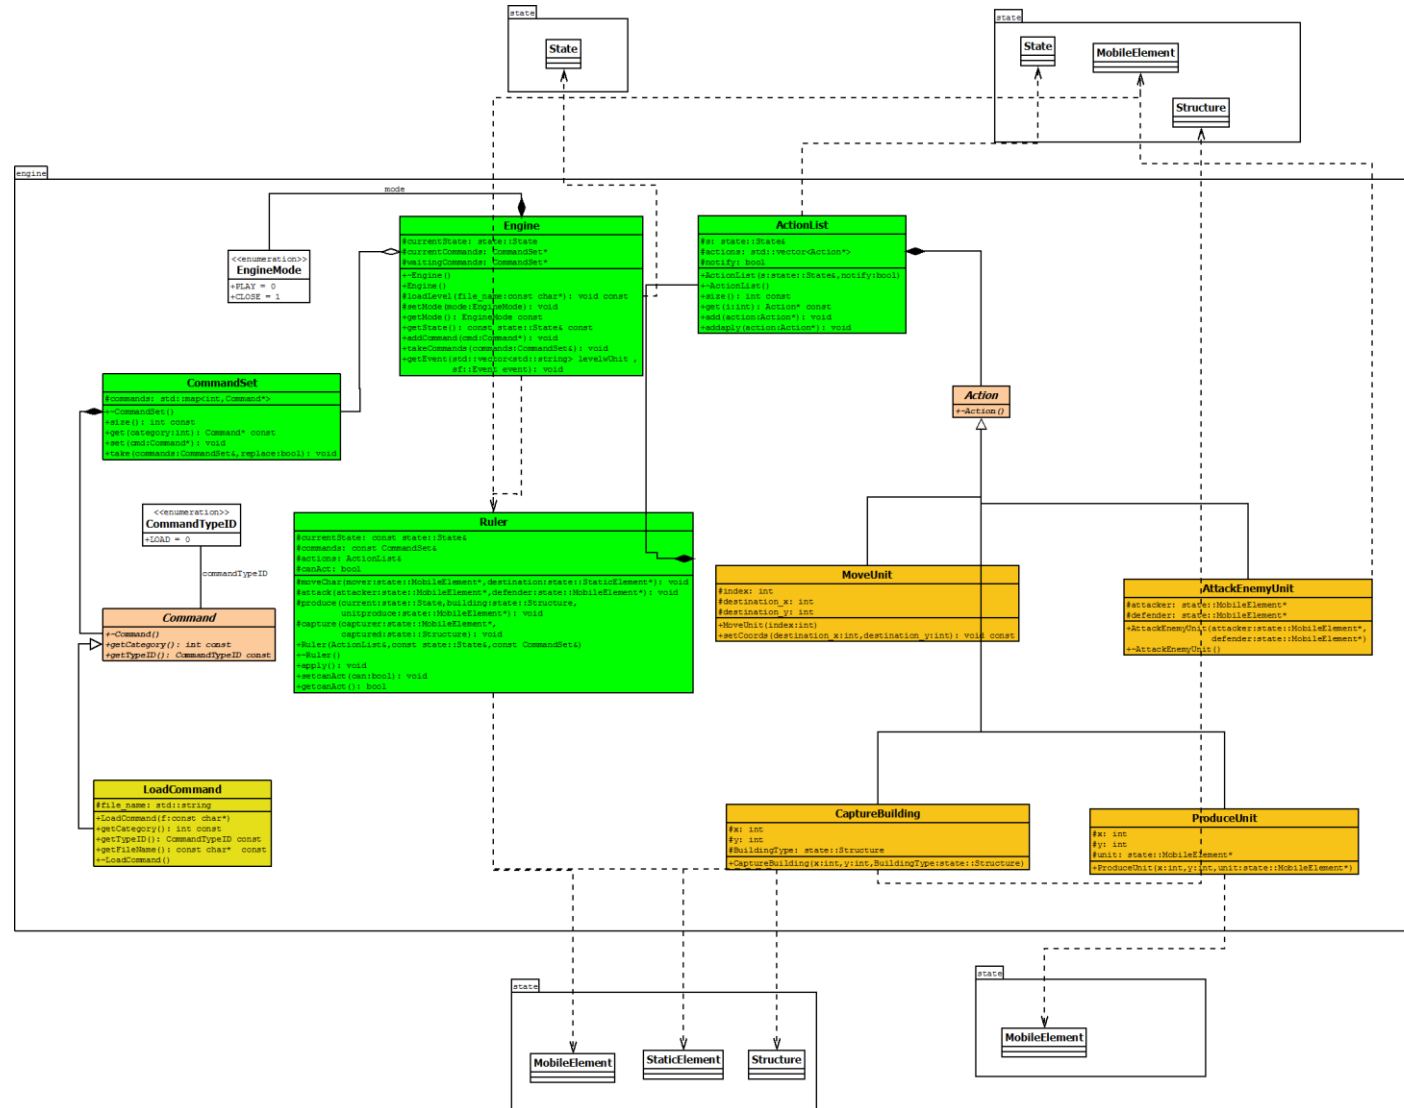 state
State
state
State
MobileElement
Structure
engine
mode
<<enumeration>>
EngineMode
+PLAY = 0
+CLOSE = 1
Engine
#currentState: state::State
#currentCommands: CommandSet*
#waitingCommands: CommandSet*
+~Engine()
+Engine()
#loadLevel(file_name:const char*): void const
#setMode(mode:EngineMode): void
+getMode(): EngineMode const
+getState(): const state::State& const
+addCommand(cmd:Command*): void
+takeCommands(commands:CommandSet&): void
+getEvent(std::vector<std::string> levelwUnit ,
sf::Event event): void
ActionList
#s: state::State&
#actions: std::vector<Action*>
#notify: bool
+ActionList(s:state::State&,notify:bool)
+~ActionList()
+size(): int const
+get(i:int): Action* const
+add(action:Action*): void
+addaply(action:Action*): void
CommandSet
#commands: std::map<int,Command*>
+~CommandSet()
+size(): int const
+get(category:int): Command* const
+set(cmd:Command*): void
+take(commands:CommandSet&,replace:bool): void
Action
+~Action()
<<enumeration>>
CommandTypeID
+LOAD = 0
commandTypeID
Command
+~Command()
+getCategory(): int const
+getTypeID(): CommandTypeID const
Ruler
#currentState: const state::State&
#commands: const CommandSet&
#actions: ActionList&
#canAct: bool
#moveChar(mover:state::MobileElement*,destination:state::StaticElement*): void
#attack(attacker:state::MobileElement*,defender:state::MobileElement*): void
#produce(current:state::State,building:state::Structure,
unitproduce:state::MobileElement*): void
#capture(capturer:state::MobileElement*,
captured:state::Structure): void
+Ruler(ActionList&,const state::State&,const CommandSet&)
+~Ruler()
+apply(): void
+setcanAct(can:bool): void
+getcanAct(): bool
MoveUnit
#index: int
#destination_x: int
#destination_y: int
+MoveUnit(index:int)
+setCoords(destination_x:int,destination_y:int): void const
AttackEnemyUnit
#attacker: state::MobileElement*
#defender: state::MobileElement*
+AttackEnemyUnit(attacker:state::MobileElement*,
defender:state::MobileElement*)
+~AttackEnemyUnit()
LoadCommand
#file_name: std::string
+LoadCommand(f:const char*)
+getCategory(): int const
+getTypeID(): CommandTypeID const
+getFileName(): const char* const
+~LoadCommand()
CaptureBuilding
#x: int
#y: int
#BuildingType: state::Structure
+CaptureBuilding(x:int,y:int,BuildingType:state::Structure)
ProduceUnit
#x: int
#y: int
#unit: state::MobileElement*
+ProduceUnit(x:int,y:int,unit:state::MobileElement*)
state
MobileElement
StaticElement
Structure
state
MobileElement